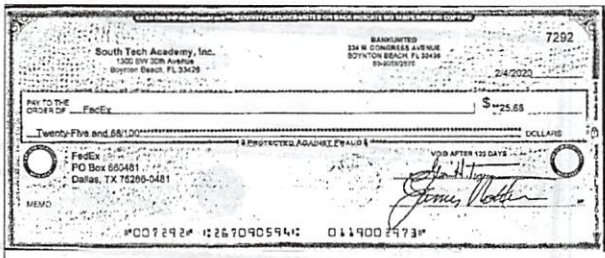 South Tech Academy, Inc.
1300 SW 30th Avenue
Boynton Beach, FL 33426
BANKUNITED
334 N. CONGRESS AVENUE
BOYNTON BEACH, FL 33436
7292
2/4/2020
PAY TO THE
ORDER OF FedEx
$ **25.68
Twenty-Five and 68/100
DOLLARS
PROTECTED AGAINST FRAUD
VOID AFTER 120 DAYS
FedEx
PO Box 660481
Dallas, TX 75266-0481
MEMO
⑈007292⑈ ⑆267090594⑆ 0119002973⑈